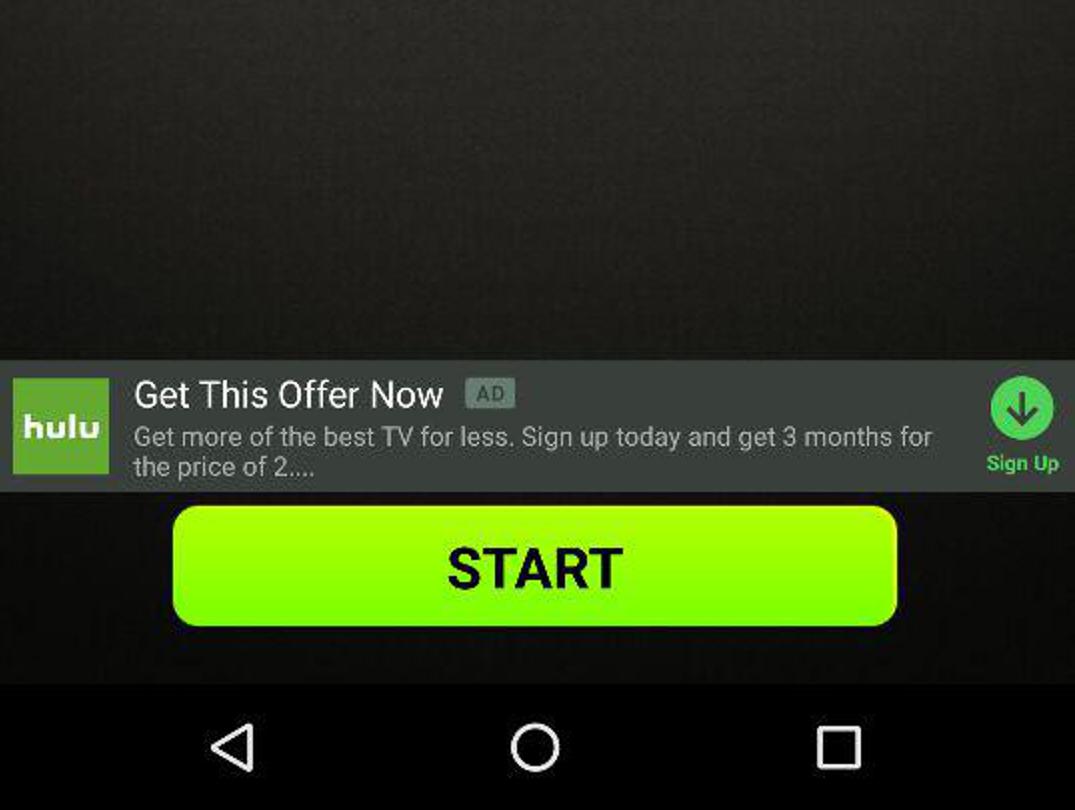 Get This Offer Now AD
hulu
Get more of the best TV for less. Sign up today and get 3 months for
the price of 2....
Sign Up
START